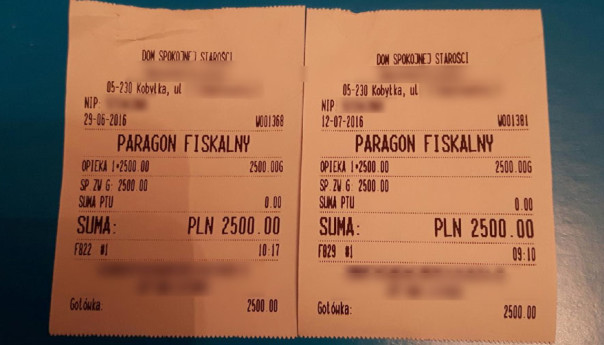 DOM SPOKOJNEJ STAROŚCI
05-230 Kobyłka, ul
NIP
29-06-2016 W001368
PARAGON FISKALNY
OPIEKA 1*2500.00 2500.00G
SP.ZW G: 2500.00
SUMA PTU 0.00
SUMA: PLN 2500.00
F822 #1 10:17
Gotówka: 2500.00
DOM SPOKOJNEJ STAROŚCI
05-230 Kobyłka, ul
NIP
12-07-2016 W001381
PARAGON FISKALNY
OPIEKA 1*2500.00 2500.00G
SP.ZW G: 2500.00
SUMA PTU 0.00
SUMA: PLN 2500.00
F829 #1 09:10
Gotówka: 2500.00